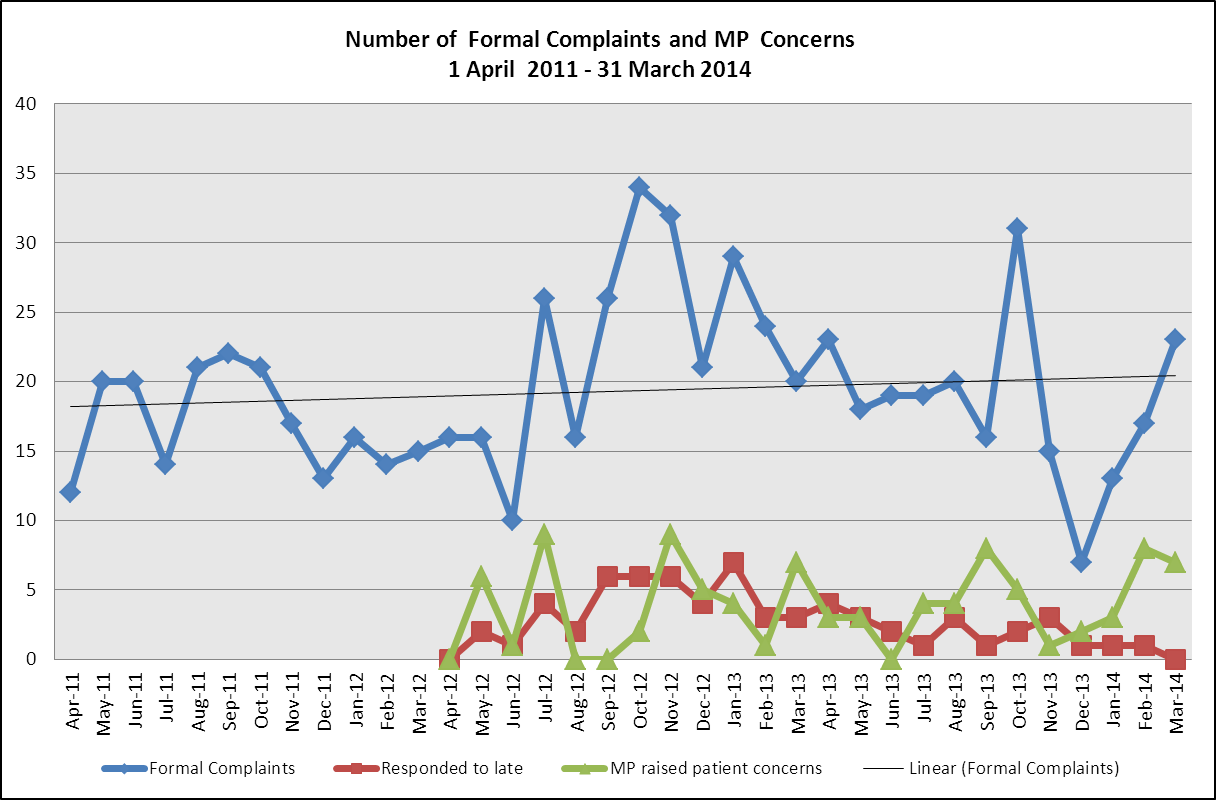 Number of Formal Complaints and MP Concerns
1 April 2011 - 31 March 2014
40
35
30
25
20
15
10
5
0
Apr-11
May-11
Jun-11
Jul-11
Aug-11
Sep-11
Oct-11
Nov-11
Dec-11
Jan-12
Feb-12
Mar-12
Apr-12
May-12
Jun-12
Jul-12
Aug-12
Sep-12
Oct-12
Nov-12
Dec-12
Jan-13
Feb-13
Mar-13
Apr-13
May-13
Jun-13
Jul-13
Aug-13
Sep-13
Oct-13
Nov-13
Dec-13
Jan-14
Feb-14
Mar-14
Formal Complaints Responded to late MP raised patient concerns Linear (Formal Complaints)